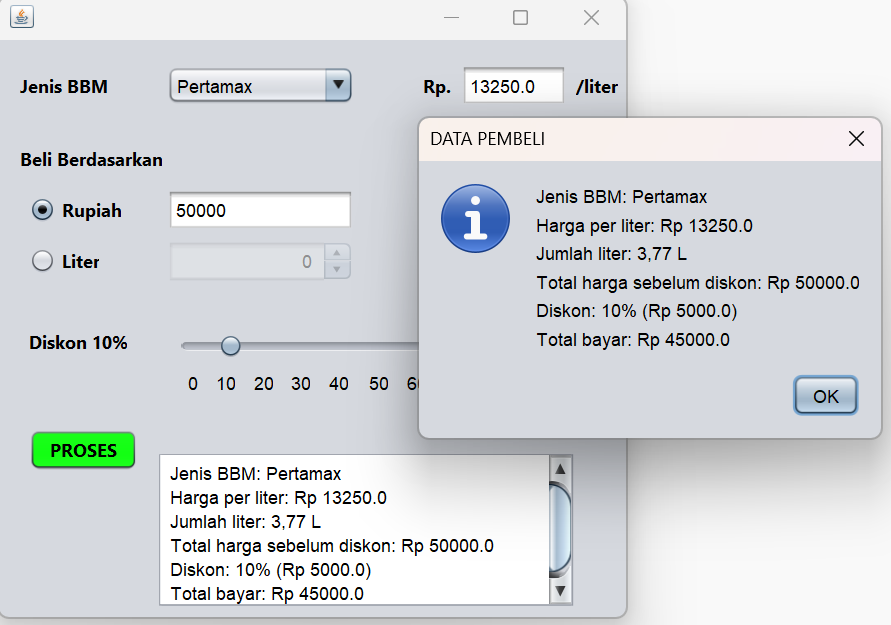 Jenis BBM
Pertamax
Rp.
13250.0
/liter
Beli Berdasarkan
Rupiah
50000
Liter
0
Diskon 10%
0 10 20 30 40 50
PROSES
Jenis BBM: Pertamax
Harga per liter: Rp 13250.0
Jumlah liter: 3,77 L
Total harga sebelum diskon: Rp 50000.0
Diskon: 10% (Rp 5000.0)
Total bayar: Rp 45000.0
DATA PEMBELI
Jenis BBM: Pertamax
Harga per liter: Rp 13250.0
Jumlah liter: 3,77 L
Total harga sebelum diskon: Rp 50000.0
Diskon: 10% (Rp 5000.0)
Total bayar: Rp 45000.0
OK